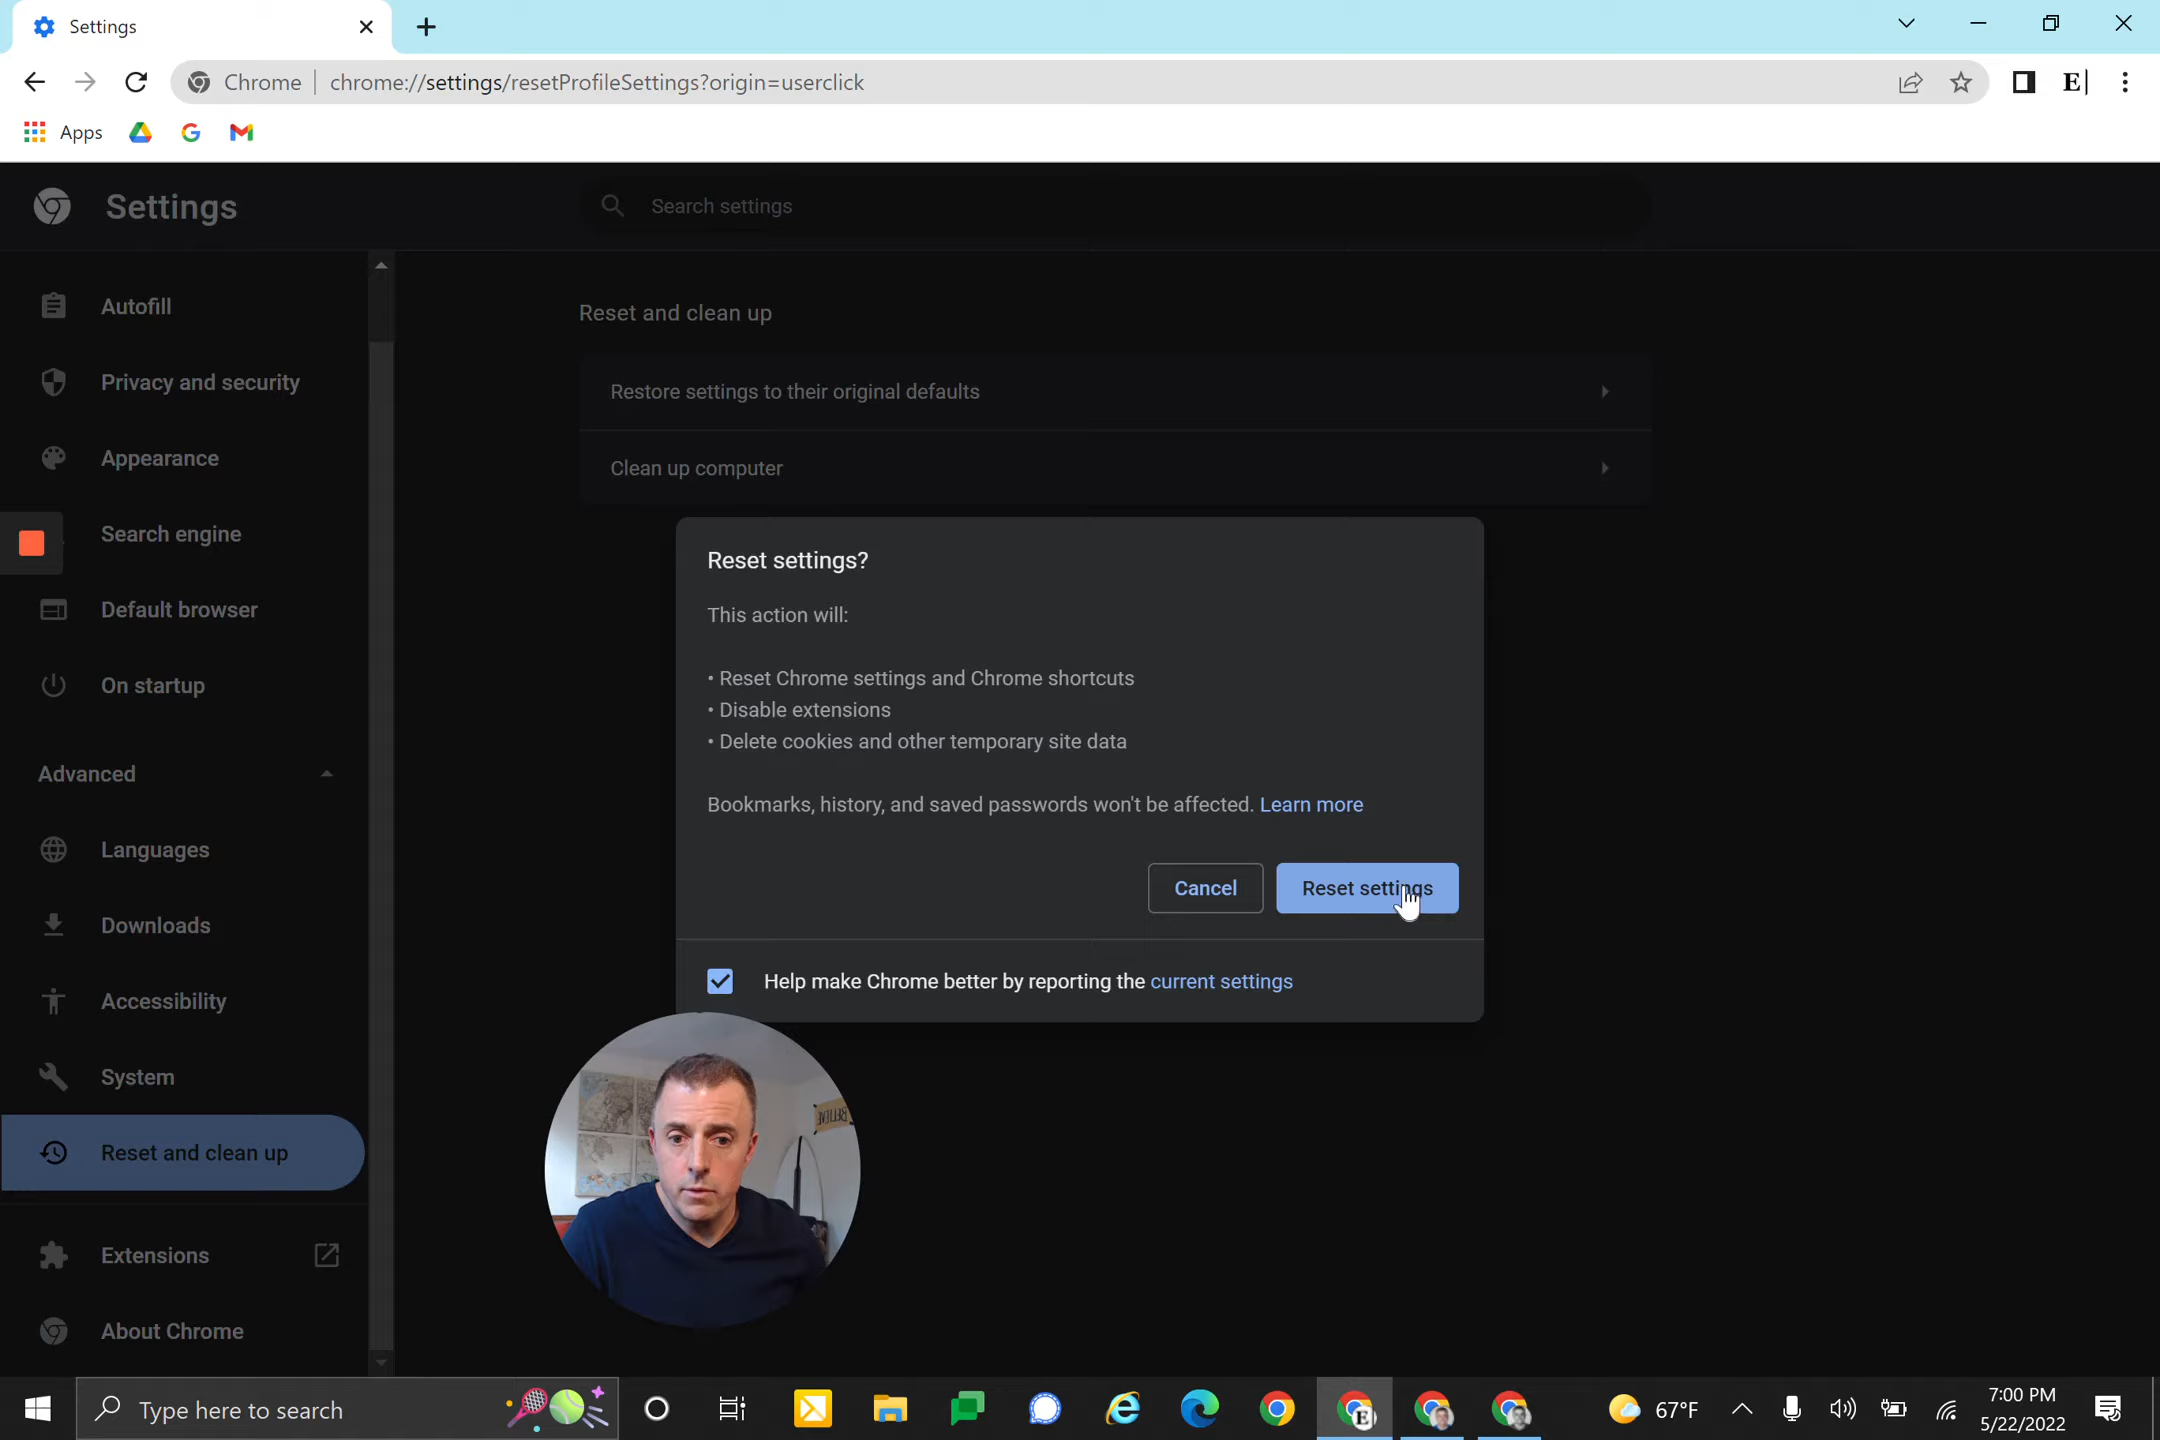 Settings
Chrome
chrome://settings/resetProfileSettings?origin=userclick
E
Apps
Settings
Search settings
Autofill
Privacy and security
Appearance
Search engine
Default browser
On startup
Advanced
Languages
Downloads
Accessibility
System
Reset and clean up
Extensions
About Chrome
Reset and clean up
Restore settings to their original defaults
Clean up computer
Reset settings?
This action will:
• Reset Chrome settings and Chrome shortcuts
• Disable extensions
• Delete cookies and other temporary site data
Bookmarks, history, and saved passwords won't be affected. Learn more
Cancel
Reset settings
Help make Chrome better by reporting the current settings
BELIEVE
Type here to search
E
67°F
7:00 PM
5/22/2022